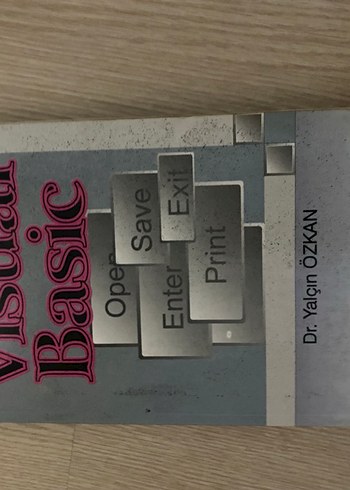 Visual
Basic
Open
Save
Exit
Enter
Print
Dr. Yalçın ÖZKAN